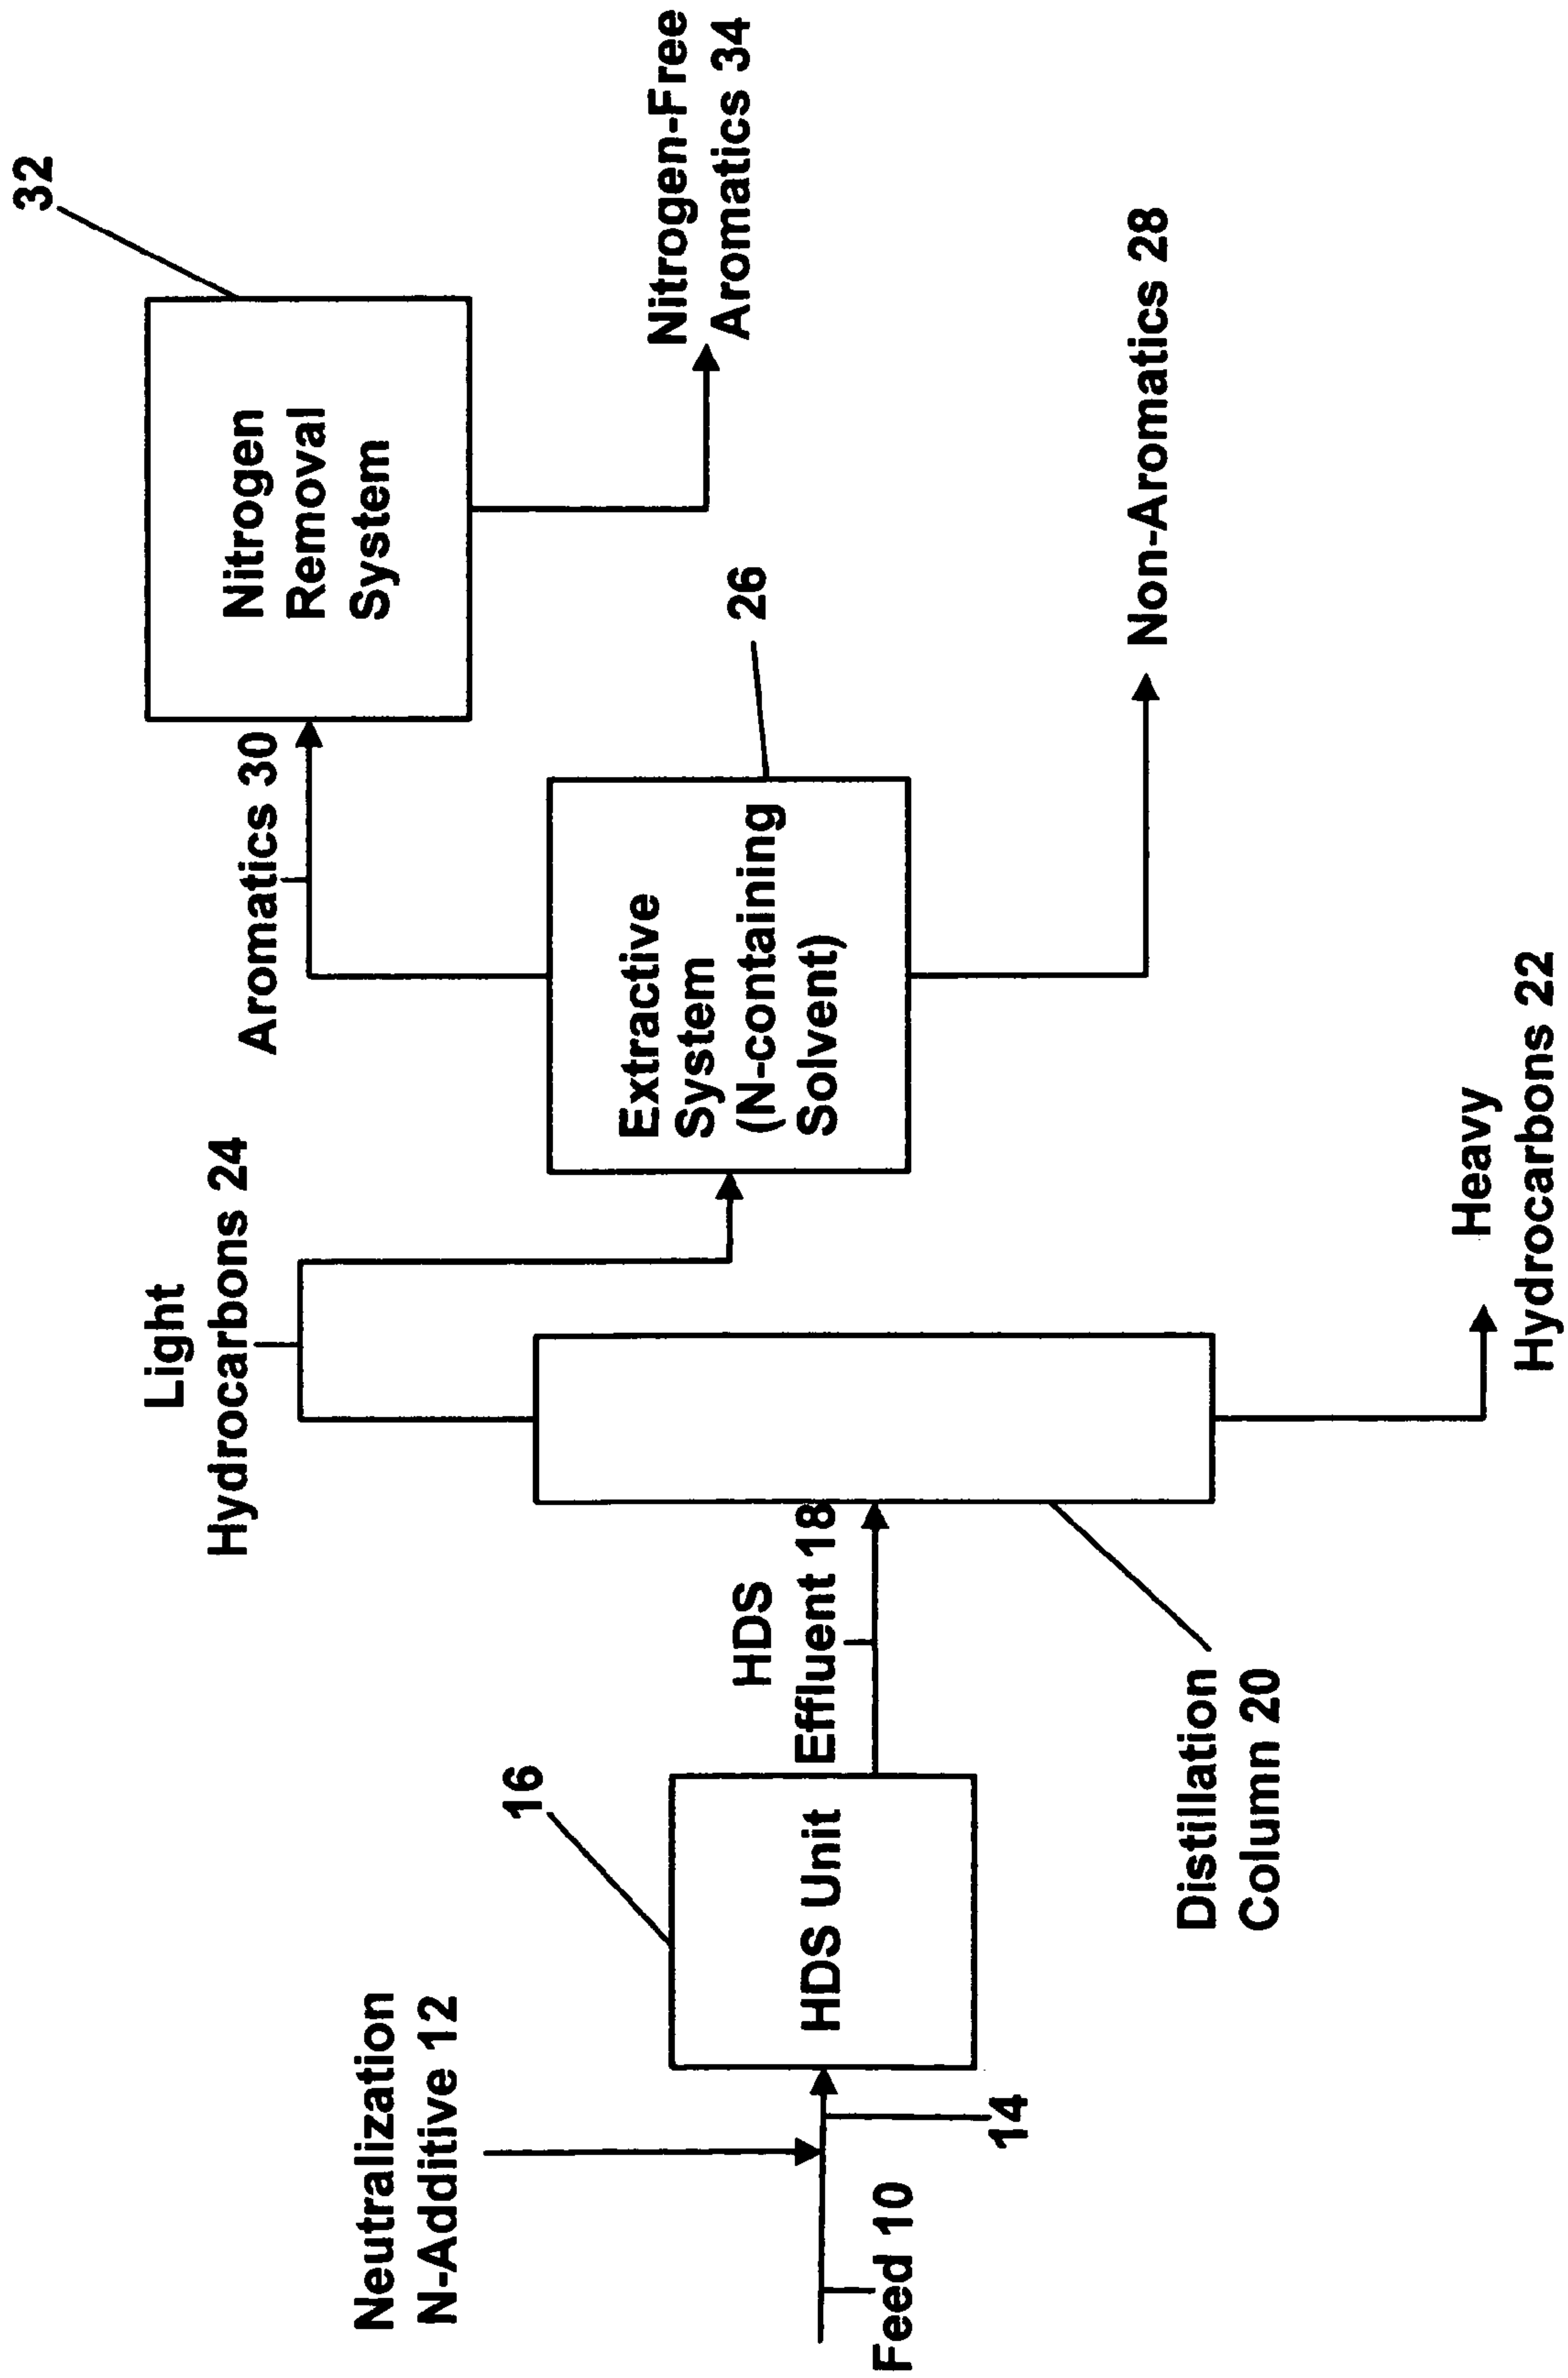 Neutralization
N-Additive 12
Feed 10
14
16
HDS Unit
HDS
Effluent 18
Distillation
Column 20
Light
Hydrocarbons 24
Heavy
Hydrocarbons 22
Extractive
System
(N-containing
Solvent)
26
Aromatics 30
Non-Aromatics 28
Nitrogen
Removal
System
32
Nitrogen-Free
Aromatics 34